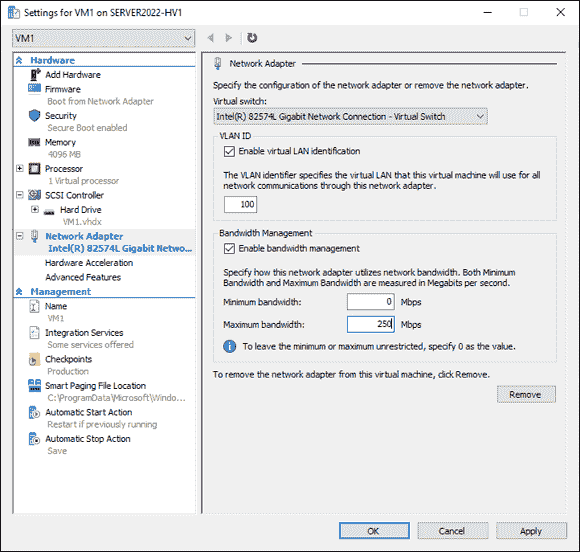 Settings for VM1 on SERVER2022-HV1
VM1
Hardware
Add Hardware
Firmware
Boot from Network Adapter
Security
Secure Boot enabled
Memory
4096 MB
Processor
1 Virtual processor
SCSI Controller
Hard Drive
VM1.vhdx
Network Adapter
Intel(R) 82574L Gigabit Netwo...
Hardware Acceleration
Advanced Features
Management
Name
VM1
Integration Services
Some services offered
Checkpoints
Production
Smart Paging File Location
C:\ProgramData\Microsoft\Windo...
Automatic Start Action
Restart if previously running
Automatic Stop Action
Save
Network Adapter
Specify the configuration of the network adapter or remove the network adapter.
Virtual switch:
Intel(R) 82574L Gigabit Network Connection - Virtual Switch
VLAN ID
Enable virtual LAN identification
The VLAN identifier specifies the virtual LAN that this virtual machine will use for all
network communications through this network adapter.
100
Bandwidth Management
Enable bandwidth management
Specify how this network adapter utilizes network bandwidth. Both Minimum
Bandwidth and Maximum Bandwidth are measured in Megabits per second.
Minimum bandwidth: 0 Mbps
Maximum bandwidth: 250 Mbps
To leave the minimum or maximum unrestricted, specify 0 as the value.
To remove the network adapter from this virtual machine, click Remove.
Remove
OK Cancel Apply